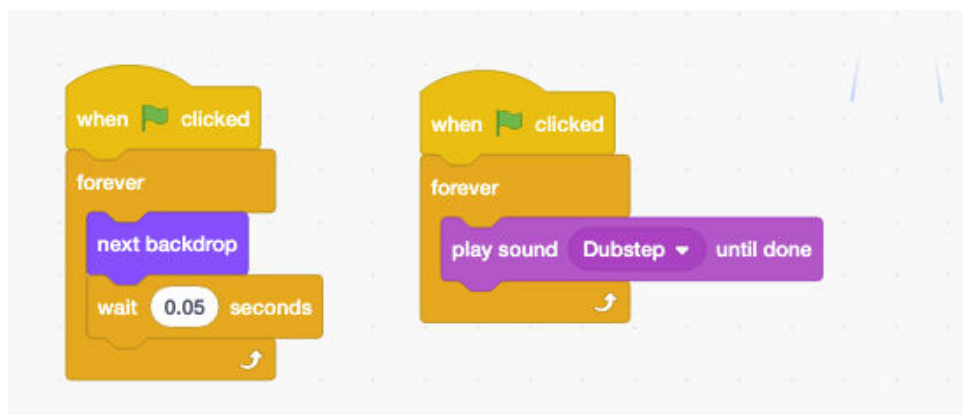 when clicked
forever
next backdrop
wait 0.05 seconds
when clicked
forever
play sound Dubstep until done